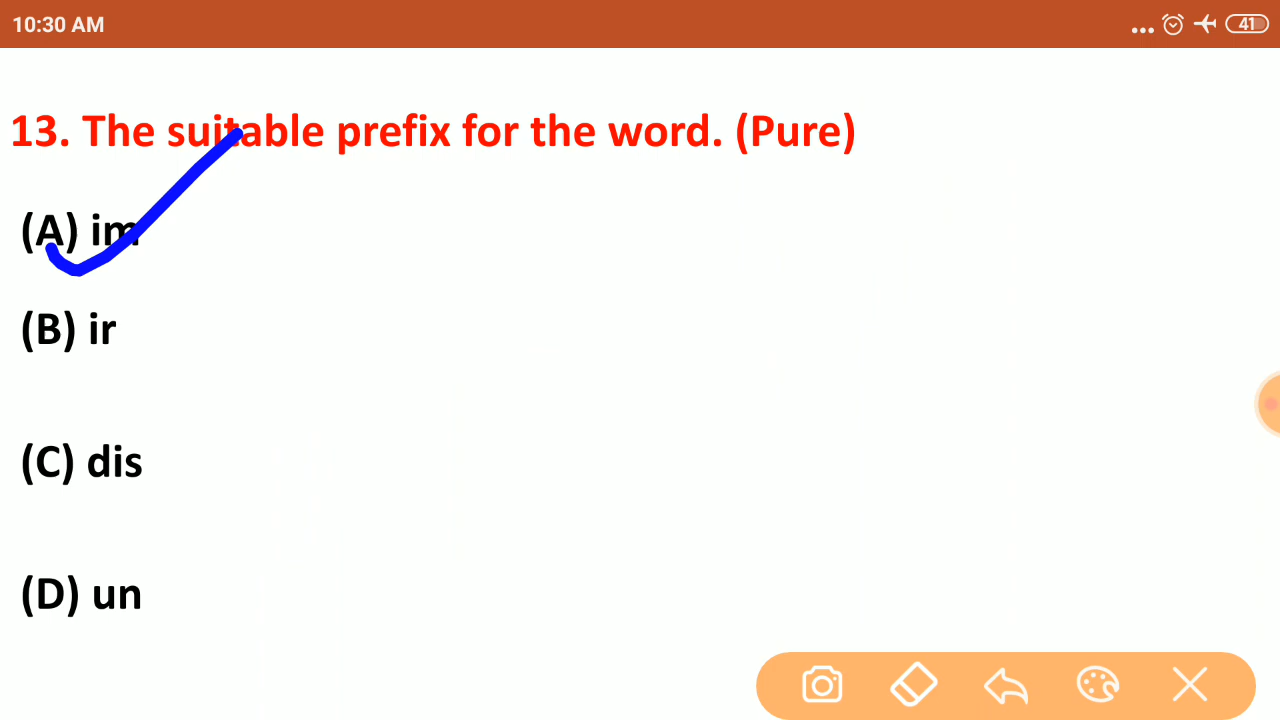 10:30 AM
41
13. The suitable prefix for the word. (Pure)
(A) im
(B) ir
(C) dis
(D) un